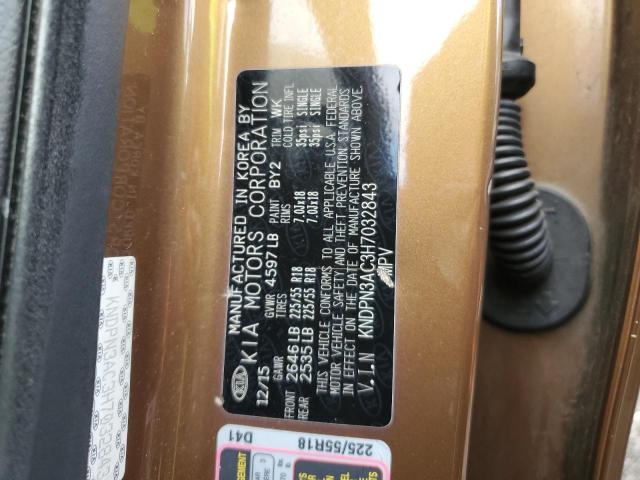 MANUFACTURED IN KOREA BY
KIA KIA MOTORS CORPORATION
12/15 GVWR 4597LB PAINT BY2 TRIM WK
GAWR TIRES RIMS COLD TIRE INFL
FRONT 2646LB 225/55 R18 7.0Jx18 35psi SINGLE
REAR 2535LB 225/55 R18 7.0Jx18 35psi SINGLE
THIS VEHICLE CONFORMS TO ALL APPLICABLE U.S.A. FEDERAL
MOTOR VEHICLE SAFETY AND THEFT PREVENTION STANDARDS
IN EFFECT ON THE DATE OF MANUFACTURE SHOWN ABOVE.
V.I.N KNDPN3AC3H7032843
MPV
D41
225/55R18